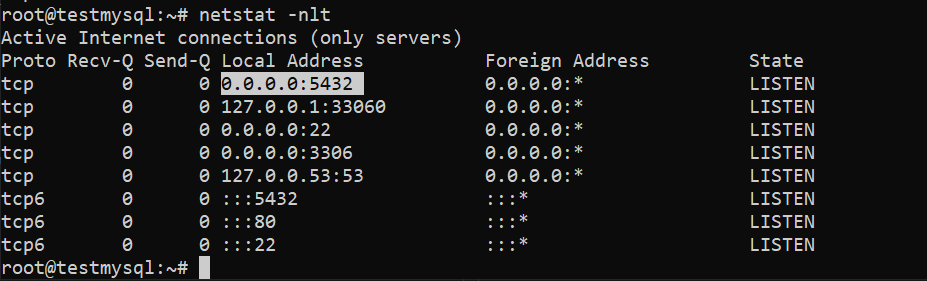 root@testmysql:~# netstat -nlt
Active Internet connections (only servers)
Proto Recv-Q Send-Q Local Address           Foreign Address         State
tcp        0      0 0.0.0.0:5432            0.0.0.0:*               LISTEN
tcp        0      0 127.0.0.1:33060         0.0.0.0:*               LISTEN
tcp        0      0 0.0.0.0:22              0.0.0.0:*               LISTEN
tcp        0      0 0.0.0.0:3306            0.0.0.0:*               LISTEN
tcp        0      0 127.0.0.53:53           0.0.0.0:*               LISTEN
tcp6       0      0 :::5432                 :::*                    LISTEN
tcp6       0      0 :::80                   :::*                    LISTEN
tcp6       0      0 :::22                   :::*                    LISTEN
root@testmysql:~#